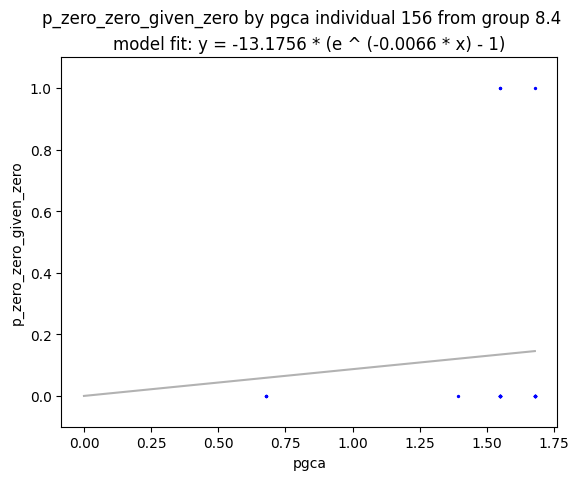 p_zero_zero_given_zero by pgca individual 156 from group 8.4
model fit: y = -13.1756 * (e ^ (-0.0066 * x) - 1)
1.0
0.8
0.6
0.4
0.2
0.0
p_zero_zero_given_zero
0.00 0.25 0.50 0.75 1.00 1.25 1.50 1.75
pgca